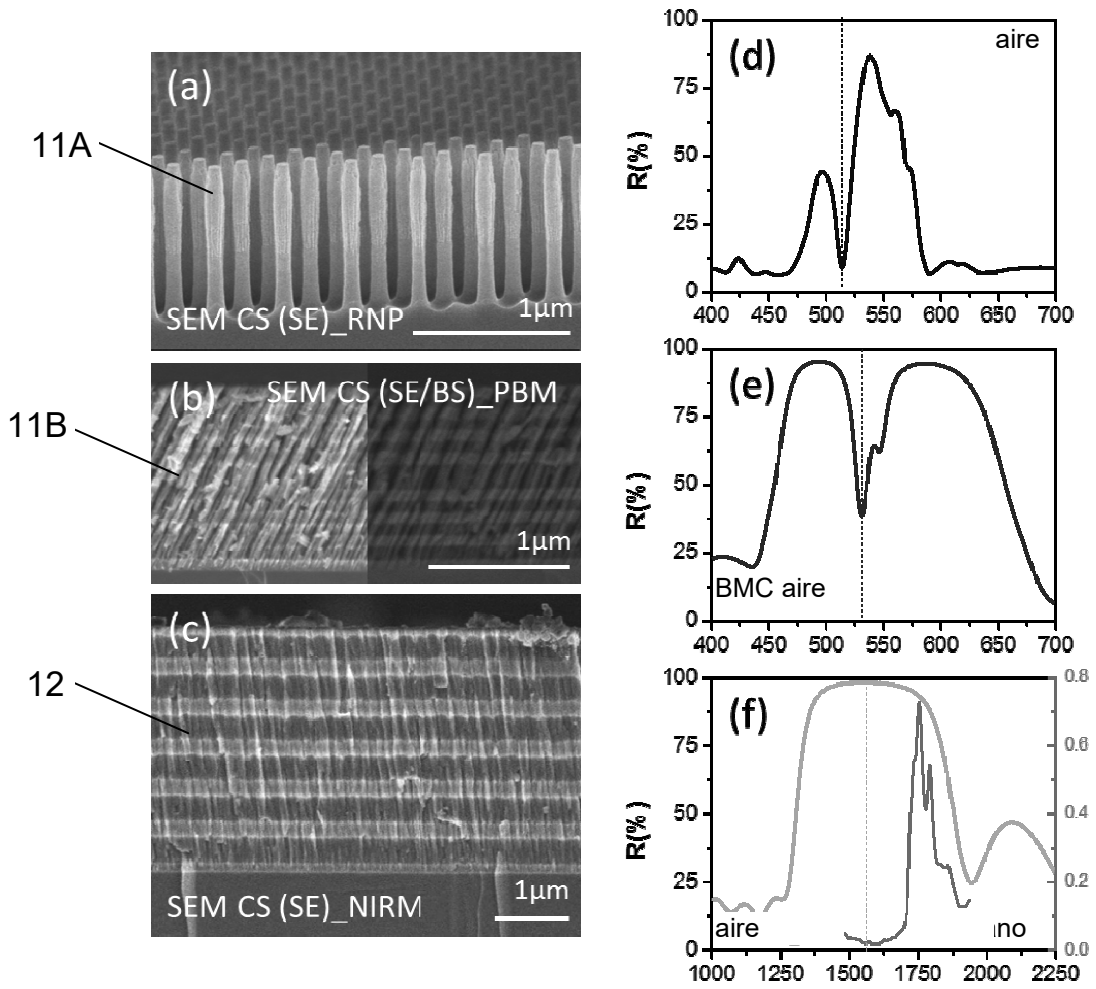 (a)
11A
SEM CS (SE)_RNP
1µm
(b)
SEM CS (SE/BS)_PBM
11B
1µm
(c)
12
SEM CS (SE)_NIRM
1µm
100
(d)
aire
75
R(%)
50
25
0
400 450 500 550 600 650 700
100
(e)
75
R(%)
50
25
BMC aire
0
400 450 500 550 600 650 700
100 0.8
(f)
75 0.6
R(%)
50 0.4
25 0.2
aire no
0 0.0
1000 1250 1500 1750 2000 2250